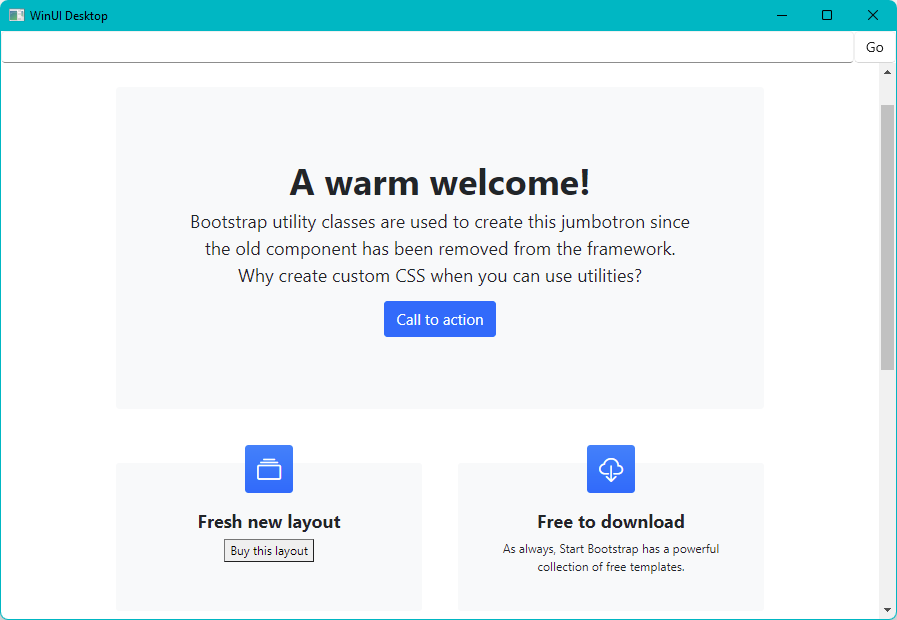 WinUI Desktop
Go
A warm welcome!
Bootstrap utility classes are used to create this jumbotron since
the old component has been removed from the framework.
Why create custom CSS when you can use utilities?
Call to action
Fresh new layout
Buy this layout
Free to download
As always, Start Bootstrap has a powerful
collection of free templates.